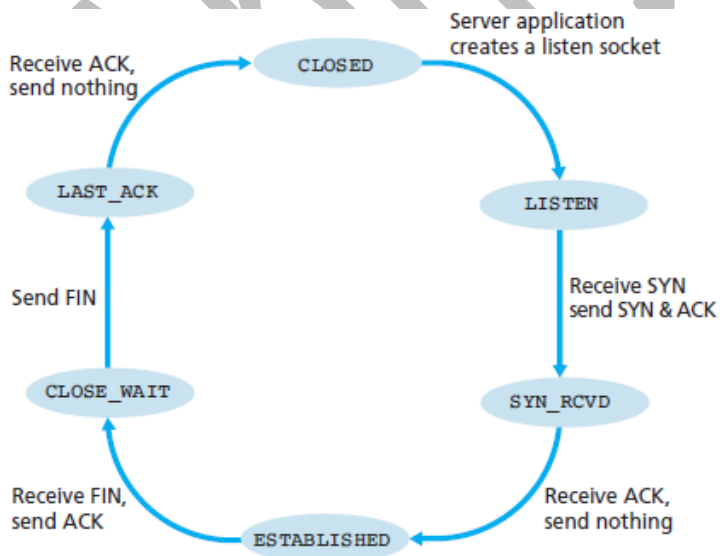 Server application
creates a listen socket
CLOSED
Receive ACK,
send nothing
LAST_ACK
LISTEN
Receive SYN
send SYN & ACK
Send FIN
CLOSE_WAIT
SYN_RCVD
Receive FIN,
send ACK
Receive ACK,
send nothing
ESTABLISHED